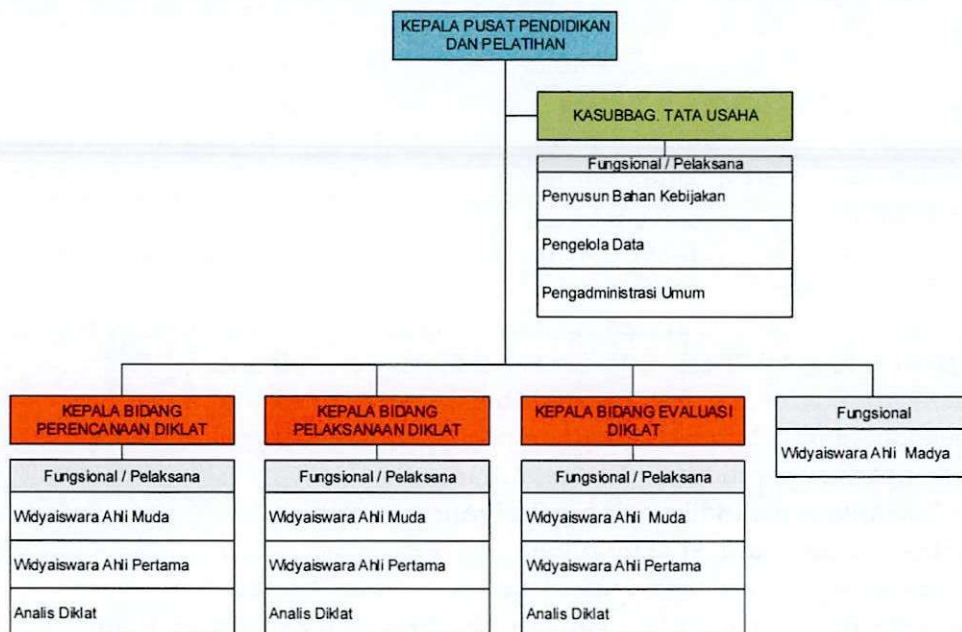 KEPALA PUSAT PENDIDIKAN
DAN PELATIHAN
KASUBBAG. TATA USAHA
Fungsional / Pelaksana
Penyusun Bahan Kebijakan
Pengelola Data
Pengadministrasi Umum
KEPALA BIDANG
PERENCANAAN DIKLAT
Fungsional / Pelaksana
Widyaiswara Ahli Muda
Widyaiswara Ahli Pertama
Analis Diklat
KEPALA BIDANG
PELAKSANAAN DIKLAT
Fungsional / Pelaksana
Widyaiswara Ahli Muda
Widyaiswara Ahli Pertama
Analis Diklat
KEPALA BIDANG EVALUASI
DIKLAT
Fungsional / Pelaksana
Widyaiswara Ahli Muda
Widyaiswara Ahli Pertama
Analis Diklat
Fungsional
Widyaiswara Ahli Madya